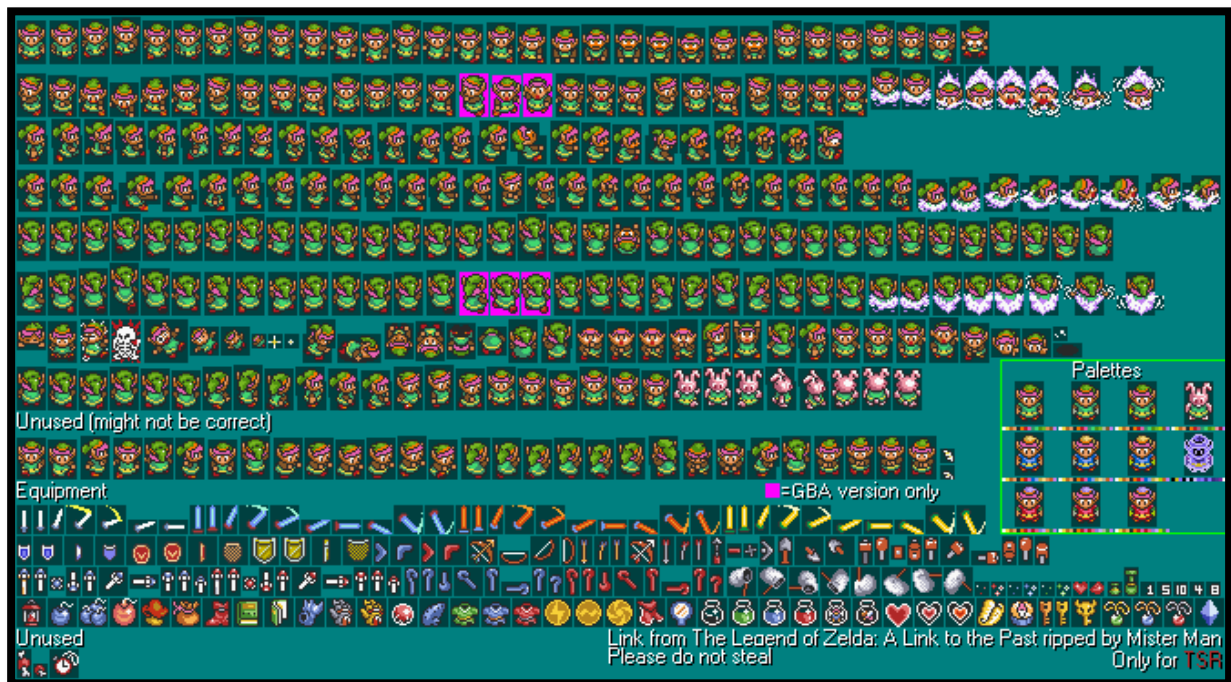 Palettes
Unused (might not be correct)
Equipment
=GBA version only
1 5 10 4 8
Unused
Link from The Legend of Zelda: A Link to the Past ripped by Mister Man
Please do not steal
Only for TSR